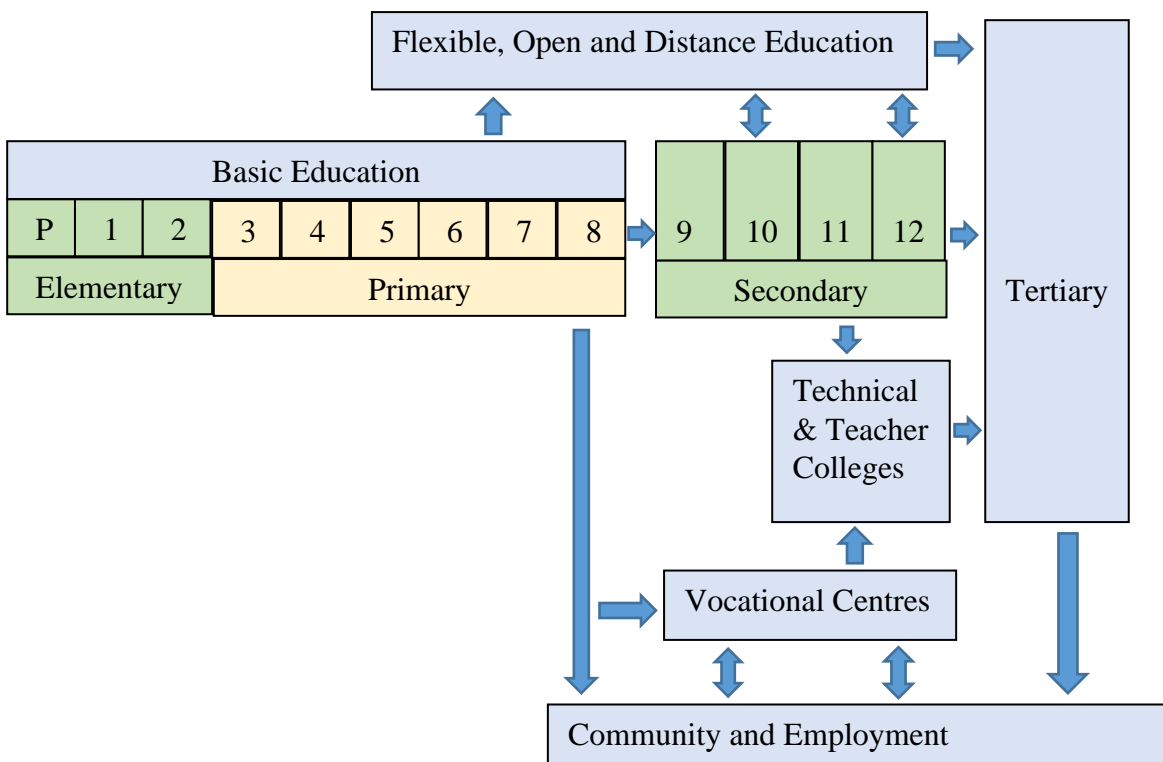 Flexible, Open and Distance Education
Basic Education
P 1 2 3 4 5 6 7 8
9 10 11 12
Elementary
Primary
Secondary
Tertiary
Technical
& Teacher
Colleges
Vocational Centres
Community and Employment